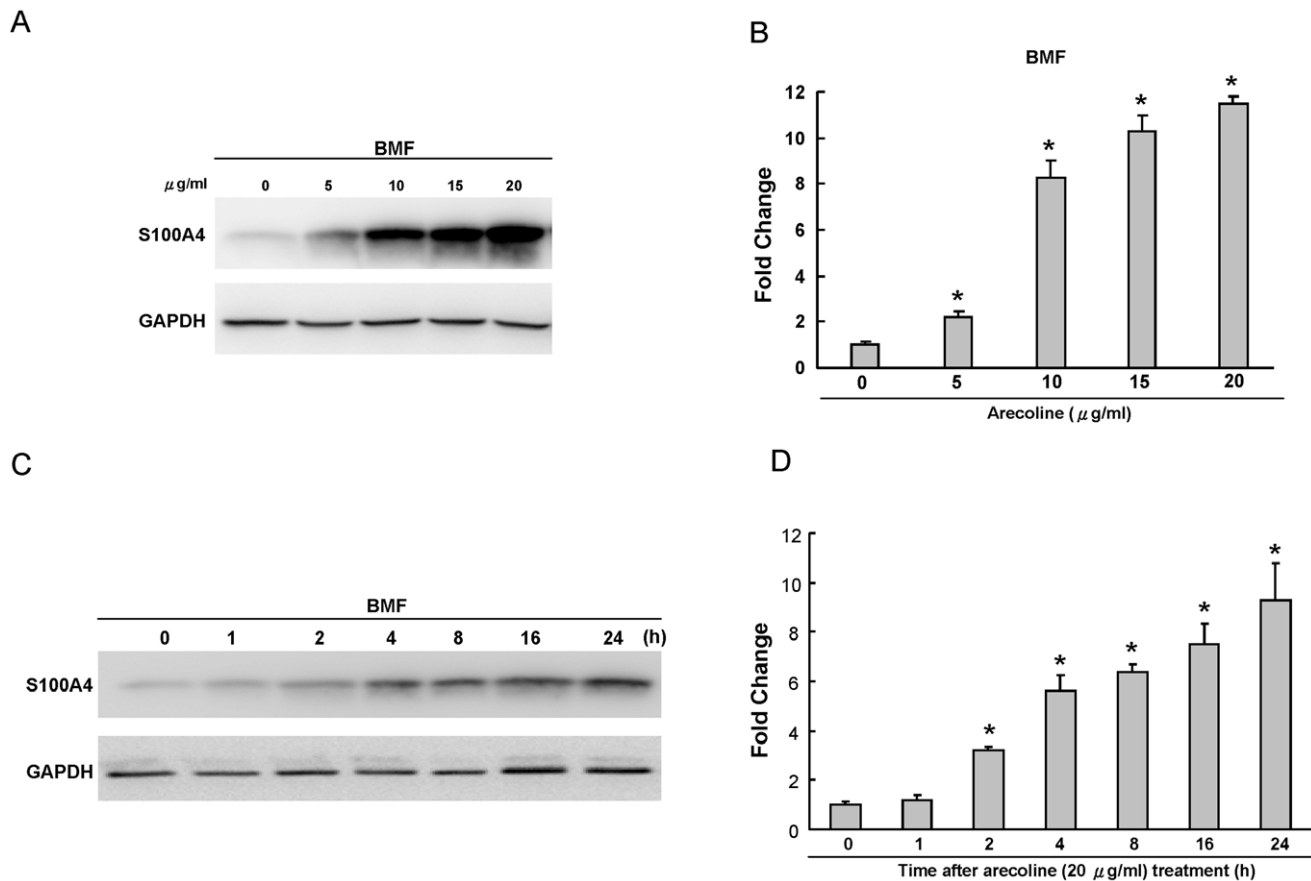 A
BMF
μg/ml 0 5 10 15 20
S100A4
GAPDH
B
BMF
Fold Change
12
10
8
6
4
2
0
* * * * *
0 5 10 15 20
Arecoline (μg/ml)
C
BMF
0 1 2 4 8 16 24 (h)
S100A4
GAPDH
D
Fold Change
12
10
8
6
4
2
0
* * * * *
0 1 2 4 8 16 24
Time after arecoline (20 μg/ml) treatment (h)